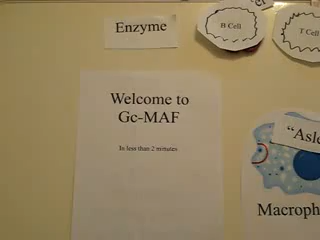 Enzyme
B Cell
T Cell
Welcome to
Gc-MAF
In less than 2 minutes
"Asle
Macroph